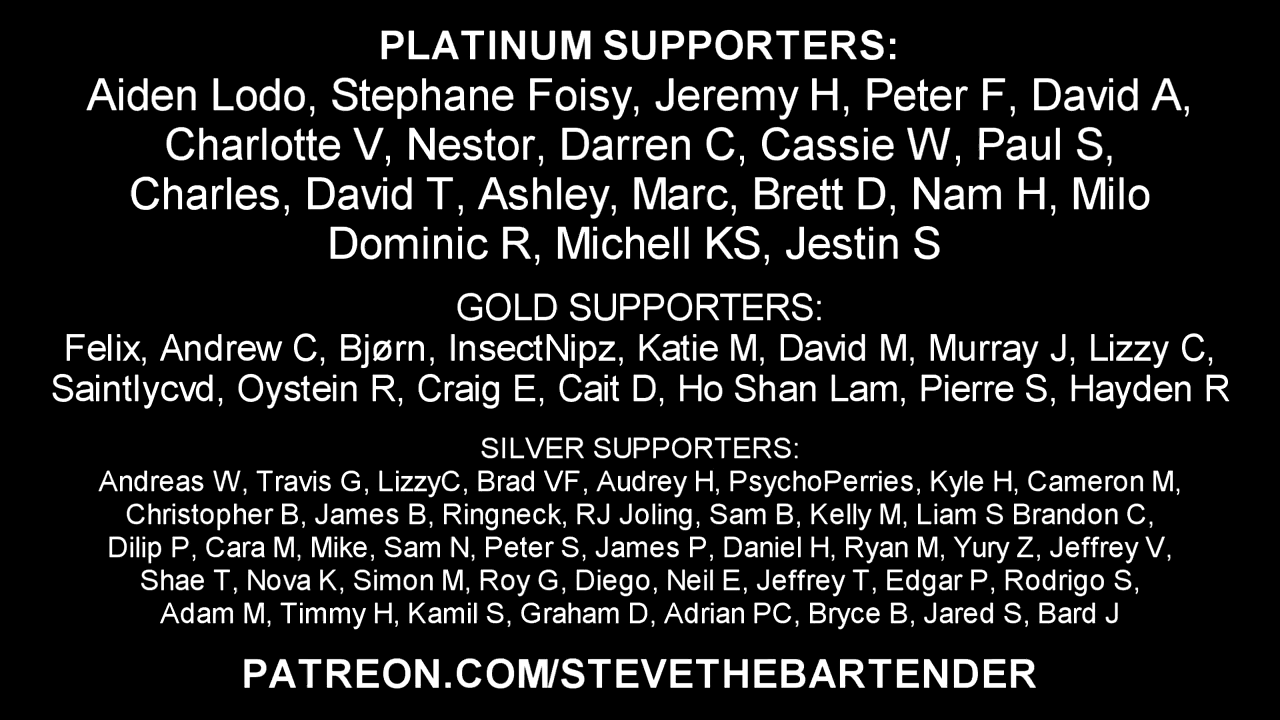 PLATINUM SUPPORTERS:
Aiden Lodo, Stephane Foisy, Jeremy H, Peter F, David A,
Charlotte V, Nestor, Darren C, Cassie W, Paul S,
Charles, David T, Ashley, Marc, Brett D, Nam H, Milo
Dominic R, Michell KS, Jestin S
GOLD SUPPORTERS:
Felix, Andrew C, Bjørn, InsectNipz, Katie M, David M, Murray J, Lizzy C,
Saintlycvd, Oystein R, Craig E, Cait D, Ho Shan Lam, Pierre S, Hayden R
SILVER SUPPORTERS:
Andreas W, Travis G, LizzyC, Brad VF, Audrey H, PsychoPerries, Kyle H, Cameron M,
Christopher B, James B, Ringneck, RJ Joling, Sam B, Kelly M, Liam S Brandon C,
Dilip P, Cara M, Mike, Sam N, Peter S, James P, Daniel H, Ryan M, Yury Z, Jeffrey V,
Shae T, Nova K, Simon M, Roy G, Diego, Neil E, Jeffrey T, Edgar P, Rodrigo S,
Adam M, Timmy H, Kamil S, Graham D, Adrian PC, Bryce B, Jared S, Bard J
PATREON.COM/STEVETHEBARTENDER